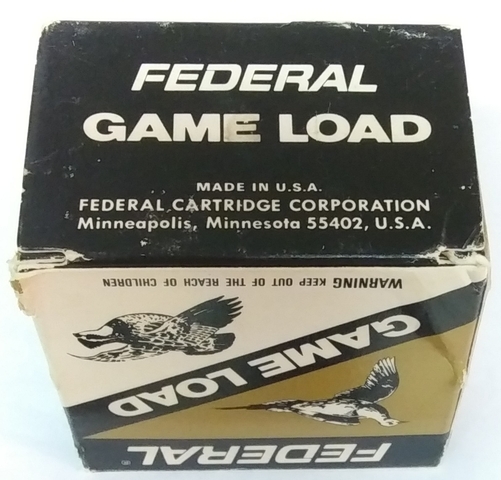 FEDERAL
GAME LOAD
MADE IN U.S.A.
FEDERAL CARTRIDGE CORPORATION
Minneapolis, Minnesota 55402, U.S.A.
FEDERAL®
GAME LOAD
WARNING KEEP OUT OF THE REACH OF CHILDREN